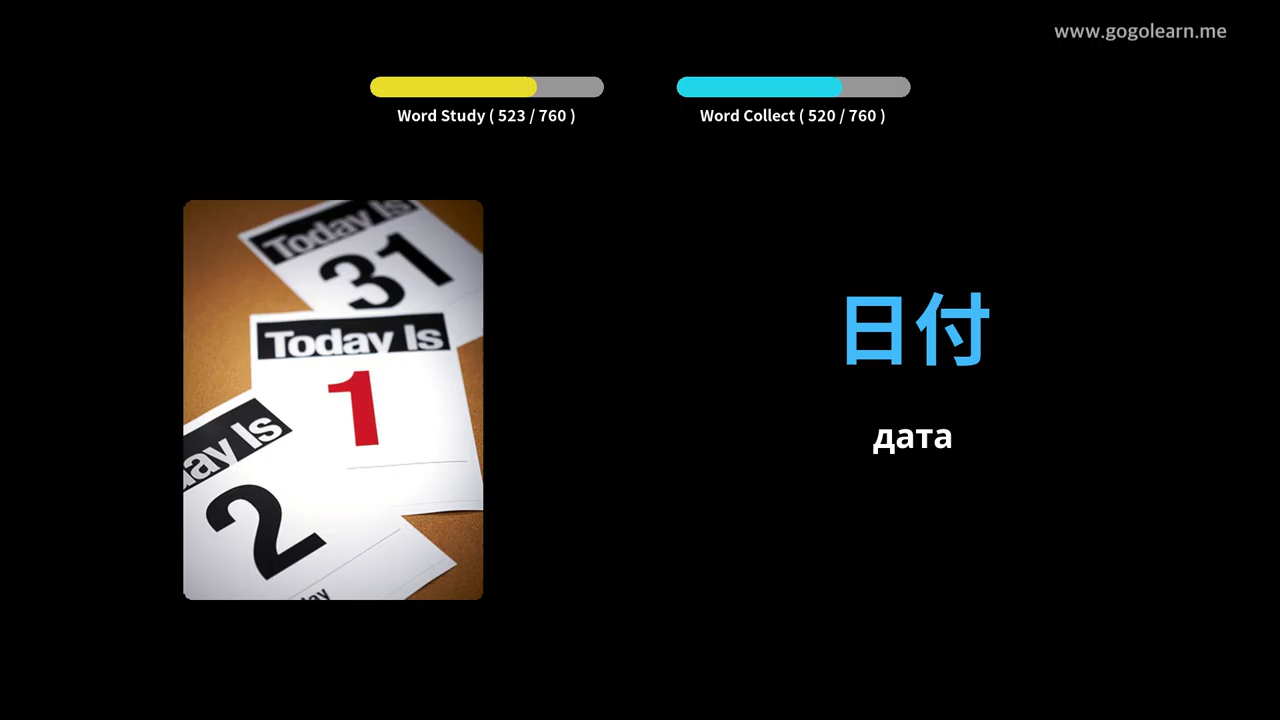 www.gogolearn.me
Word Study ( 523 / 760 )
Word Collect ( 520 / 760 )
Today Is
31
Today Is
1
ay Is
2
ay
日付
дата